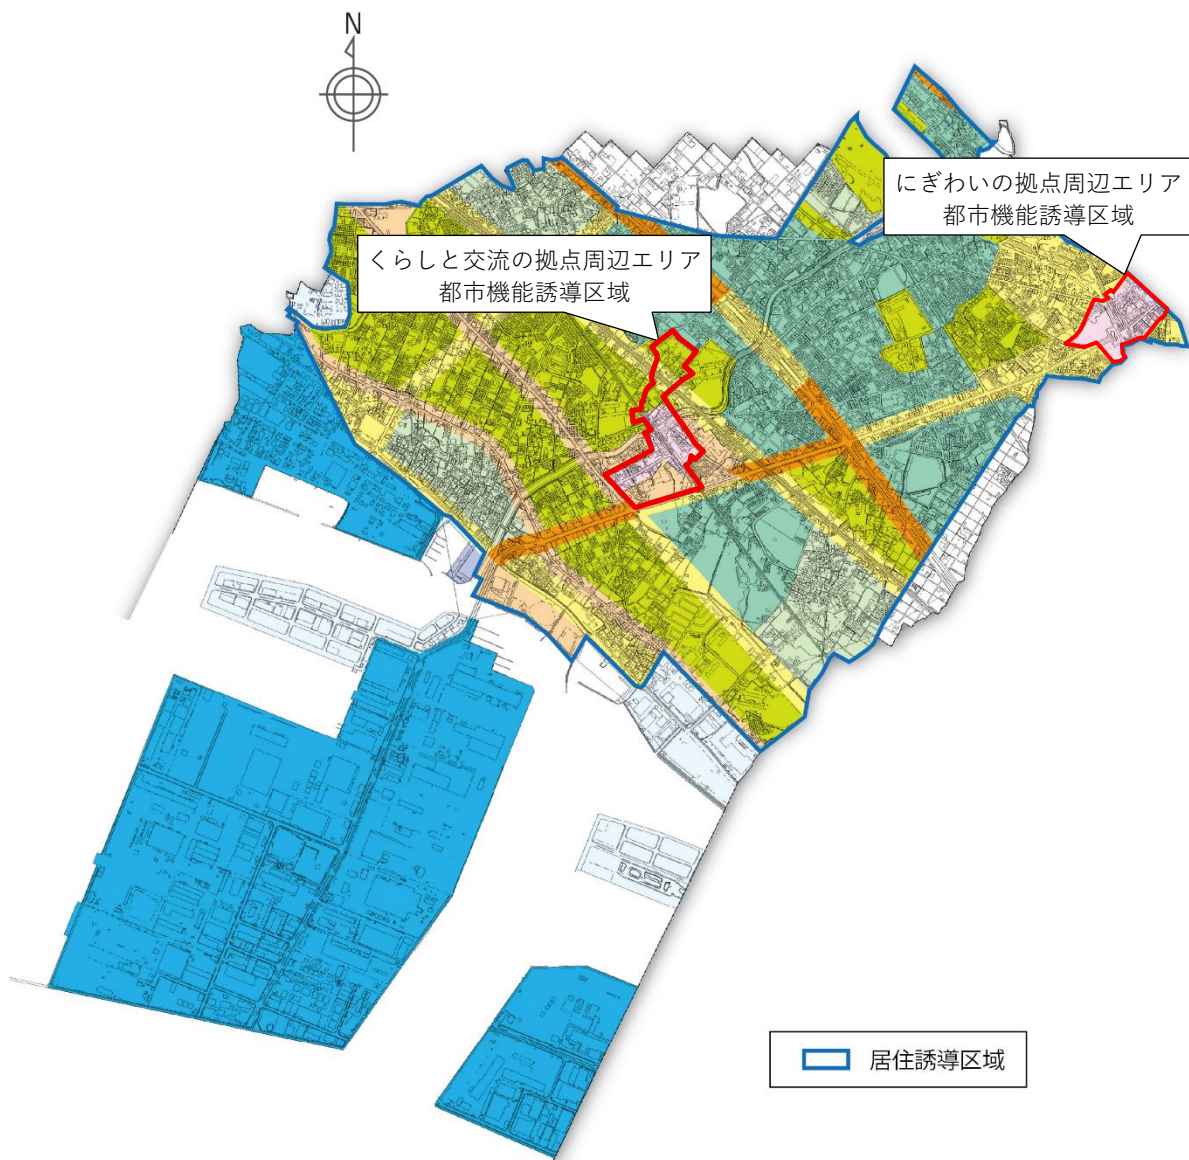 N
にぎわいの拠点周辺エリア
都市機能誘導区域
くらしと交流の拠点周辺エリア
都市機能誘導区域
居住誘導区域